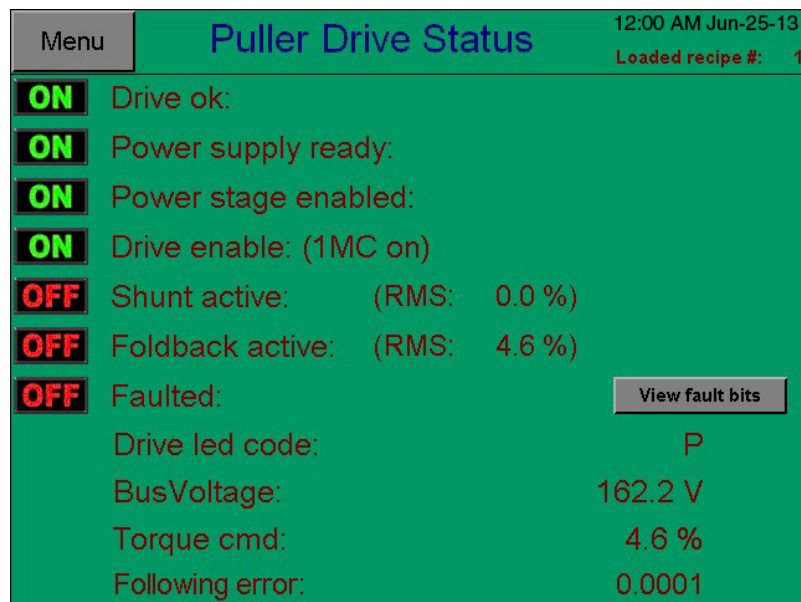 Menu
Puller Drive Status
12:00 AM Jun-25-13
Loaded recipe #: 1
ON Drive ok:
ON Power supply ready:
ON Power stage enabled:
ON Drive enable: (1MC on)
OFF Shunt active: (RMS: 0.0 %)
OFF Foldback active: (RMS: 4.6 %)
OFF Faulted:
View fault bits
Drive led code: P
BusVoltage: 162.2 V
Torque cmd: 4.6 %
Following error: 0.0001